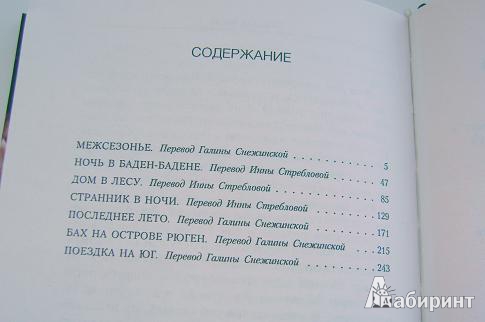 СОДЕРЖАНИЕ
МЕЖСЕЗОНЬЕ. Перевод Галины Снежинской . . . . . . . . . . . 5
НОЧЬ В БАДЕН-БАДЕНЕ. Перевод Инны Стребловой . . . . 47
ДОМ В ЛЕСУ. Перевод Инны Стребловой . . . . . . . . . . . . 85
СТРАННИК В НОЧИ. Перевод Инны Стребловой . . . . . . . 129
ПОСЛЕДНЕЕ ЛЕТО. Перевод Галины Снежинской . . . . . . 171
БАХ НА ОСТРОВЕ РЮГЕН. Перевод Галины Снежинской . . 215
ПОЕЗДКА НА ЮГ. Перевод Галины Снежинской . . . . . . . . 243
Лабиринт